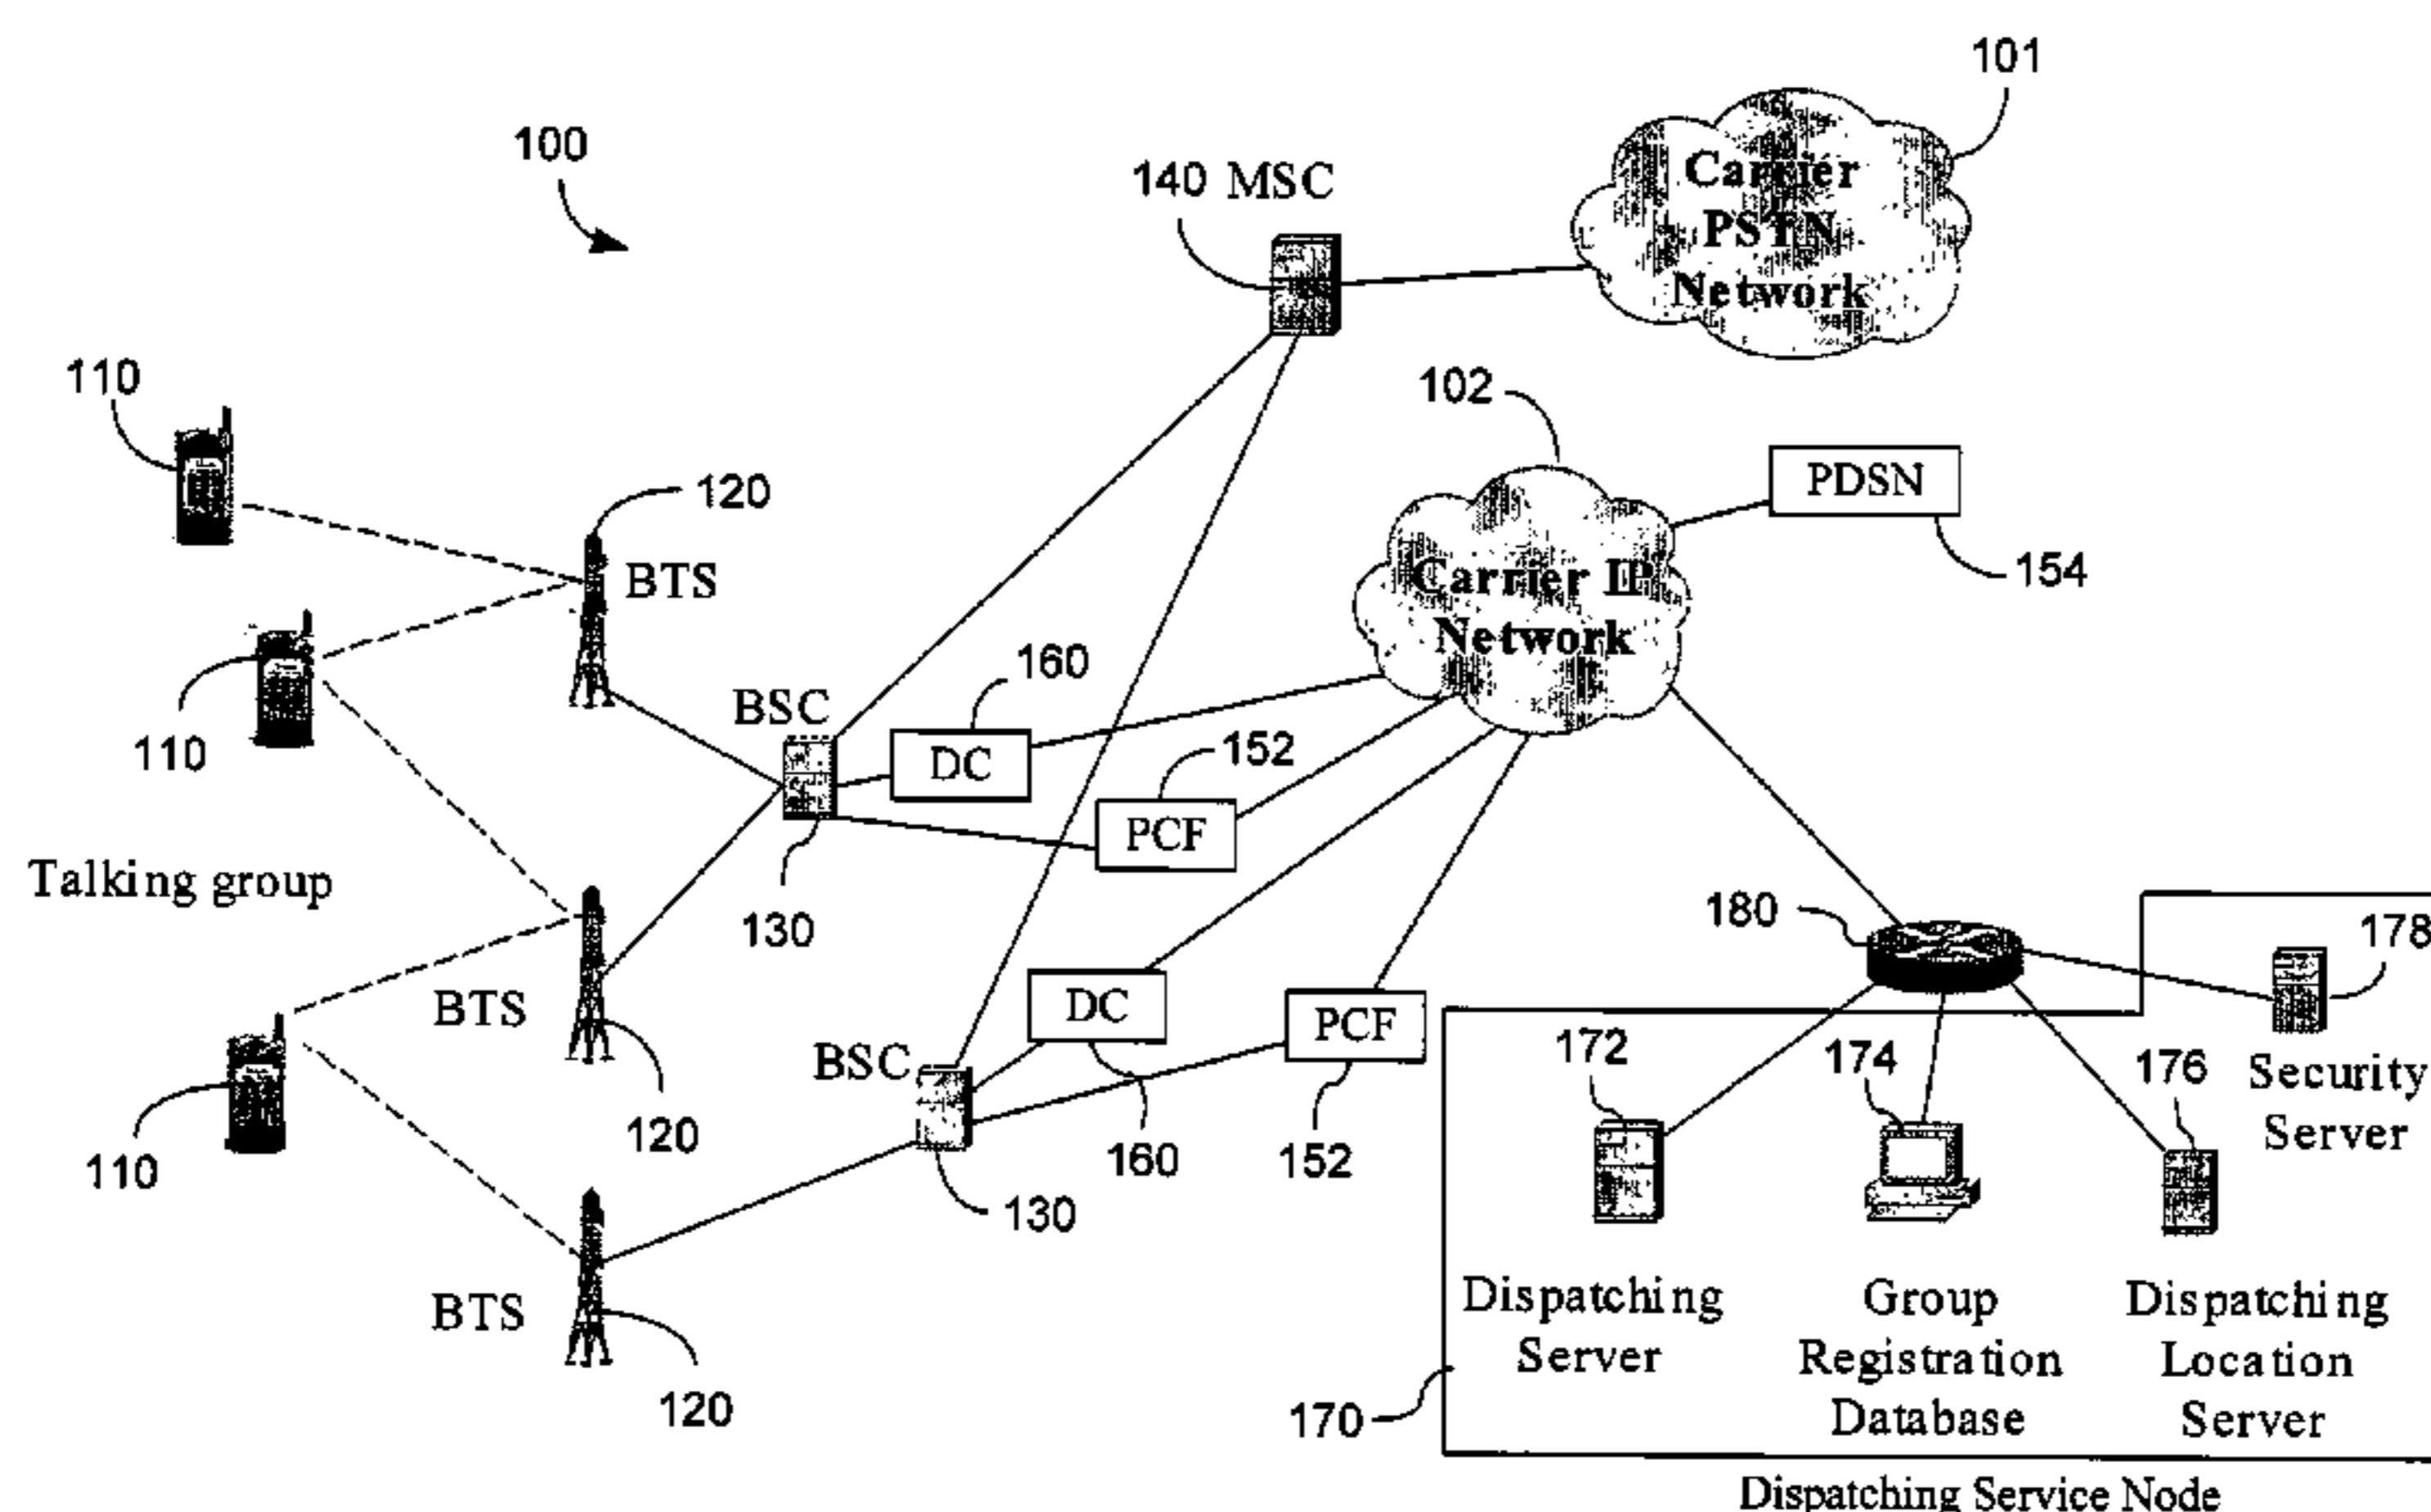 101
100
140 MSC
Carrier
PSTN
Network
110
102
120
PDSN
BTS
154
Carrier IP
Network
160
110
BSC
DC
152
PCF
Talking group
130
180
178
BTS
DC
PCF
BSC
172
174
176
Security
Server
110
120
160
152
130
BTS
120
Dispatching
Server
Group
Registration
Database
Dispatching
Location
Server
170
Dispatching Service Node